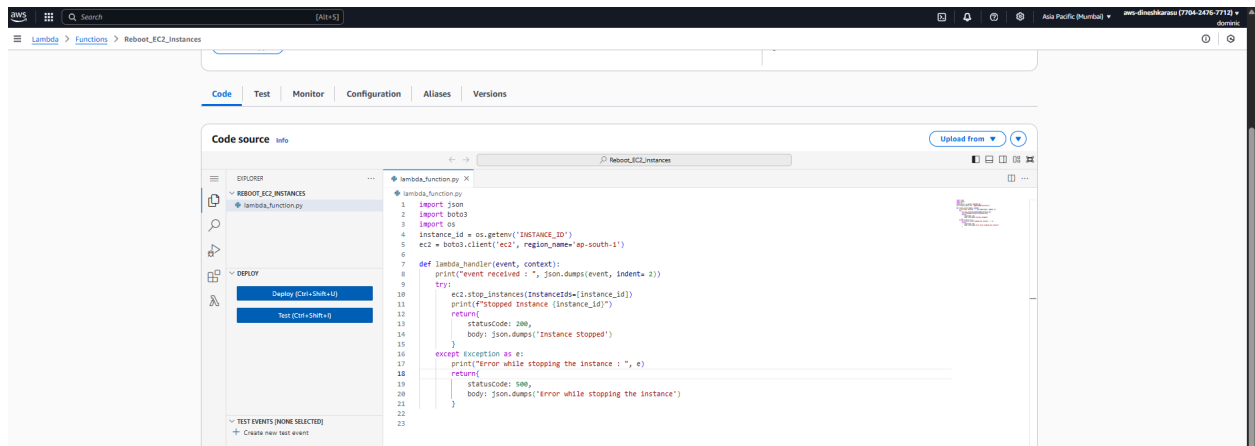 aws
Search
[Alt+S]
Asia Pacific (Mumbai)
aws-dineshkarasu (7704-2476-7712)
dominic
Lambda > Functions > Reboot_EC2_Instances
Code
Test
Monitor
Configuration
Aliases
Versions
Code source Info
Upload from
Reboot_EC2_Instances
EXPLORER
REBOOT_EC2_INSTANCES
lambda_function.py
DEPLOY
Deploy (Ctrl+Shift+U)
Test (Ctrl+Shift+I)
TEST EVENTS [NONE SELECTED]
+ Create new test event
lambda_function.py
lambda_function.py
1 import json
2 import boto3
3 import os
4 instance_id = os.getenv('INSTANCE_ID')
5 ec2 = boto3.client('ec2', region_name='ap-south-1')
6
7 def lambda_handler(event, context):
8 print("event received : ", json.dumps(event, indent= 2))
9 try:
10 ec2.stop_instances(InstanceIds=[instance_id])
11 print(f"Stopped Instance {instance_id}")
12 return{
13 statusCode: 200,
14 body: json.dumps('Instance Stopped')
15 }
16 except Exception as e:
17 print("Error while stopping the instance : ", e)
18 return{
19 statusCode: 500,
20 body: json.dumps('Error while stopping the instance')
21 }
22
23